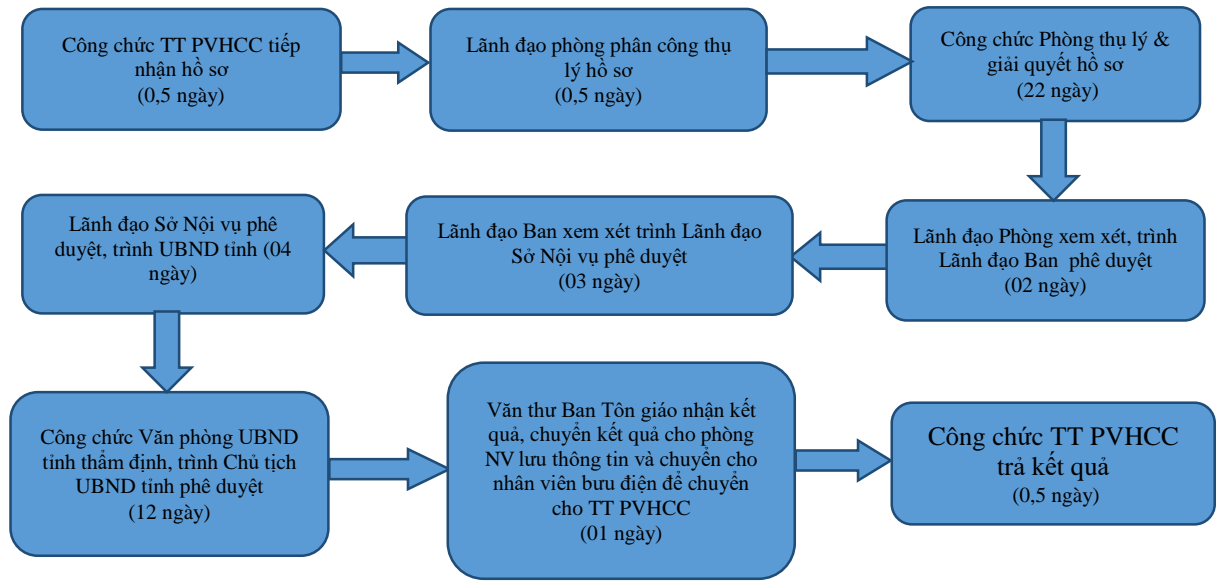 Công chức TT PVHCC tiếp
nhận hồ sơ
(0,5 ngày)
Lãnh đạo phòng phân công thụ
lý hồ sơ
(0,5 ngày)
Công chức Phòng thụ lý &
giải quyết hồ sơ
(22 ngày)
Lãnh đạo Phòng xem xét, trình
Lãnh đạo Ban phê duyệt
(02 ngày)
Lãnh đạo Ban xem xét trình Lãnh đạo
Sở Nội vụ phê duyệt
(03 ngày)
Lãnh đạo Sở Nội vụ phê
duyệt, trình UBND tỉnh (04
ngày)
Công chức Văn phòng UBND
tỉnh thẩm định, trình Chủ tịch
UBND tỉnh phê duyệt
(12 ngày)
Văn thư Ban Tôn giáo nhận kết
quả, chuyển kết quả cho phòng
NV lưu thông tin và chuyển cho
nhân viên bưu điện để chuyển
cho TT PVHCC
(01 ngày)
Công chức TT PVHCC
trả kết quả
(0,5 ngày)